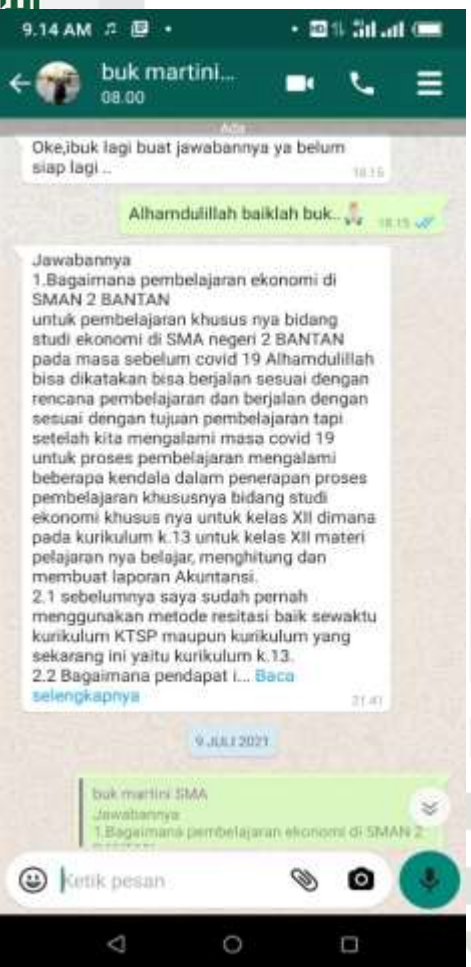 9.14 AM
buk martini...
08.00
Oke,ibuk lagi buat jawabannya ya belum
siap lagi ..
18.15
Alhamdulillah baiklah buk..
18.15
Jawabannya
1.Bagaimana pembelajaran ekonomi di
SMAN 2 BANTAN
untuk pembelajaran khusus nya bidang
studi ekonomi di SMA negeri 2 BANTAN
pada masa sebelum covid 19 Alhamdulillah
bisa dikatakan bisa berjalan sesuai dengan
rencana pembelajaran dan berjalan dengan
sesuai dengan tujuan pembelajaran tapi
setelah kita mengalami masa covid 19
untuk proses pembelajaran mengalami
beberapa kendala dalam penerapan proses
pembelajaran khususnya bidang studi
ekonomi khusus nya untuk kelas XII dimana
pada kurikulum k.13 untuk kelas XII materi
pelajaran nya belajar, menghitung dan
membuat laporan Akuntansi.
2.1 sebelumnya saya sudah pernah
menggunakan metode resitasi baik sewaktu
kurikulum KTSP maupun kurikulum yang
sekarang ini yaitu kurikulum k.13.
2.2 Bagaimana pendapat i... Baca
selengkapnya
21.41
9 JULI 2021
buk martini SMA
Jawabannya
1.Bagaimana pembelajaran ekonomi di SMAN 2
Ketik pesan